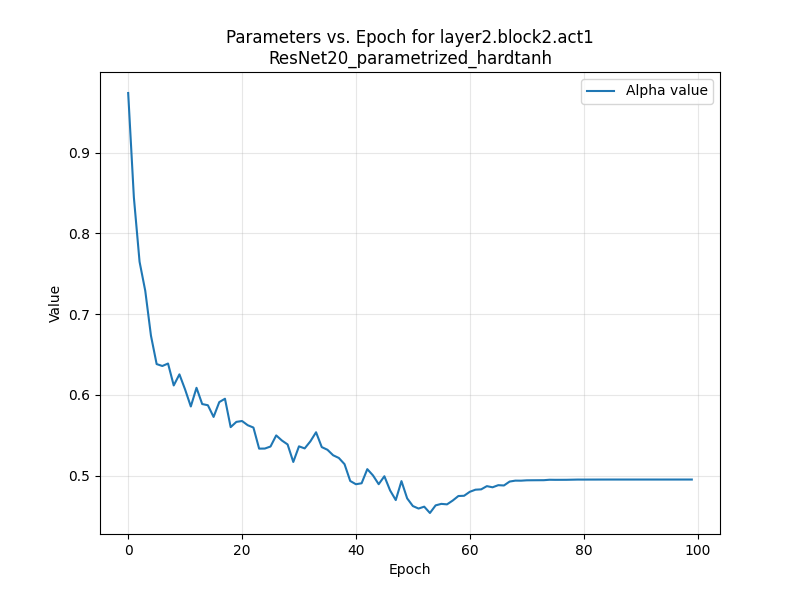 Parameters vs. Epoch for layer2.block2.act1
ResNet20_parametrized_hardtanh
Alpha value
0.9
0.8
0.7
0.6
0.5
Value
0
20
40
60
80
100
Epoch